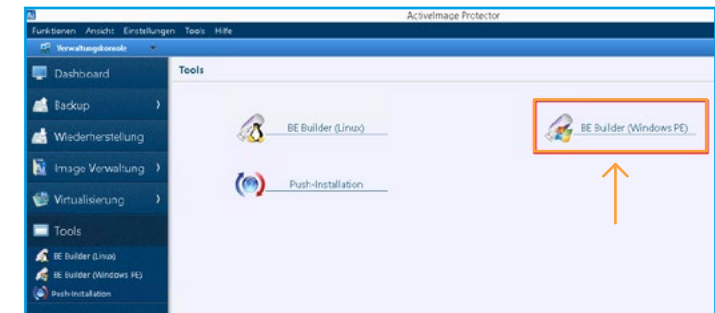 ActiveImage Protector
Funktionen Ansicht Einstellungen Tools Hilfe
Verwaltungskonsole
Dashboard
Backup
Wiederherstellung
Image Verwaltung
Virtualisierung
Tools
BE Builder (Linux)
BE Builder (Windows PE)
Push-Installation
Tools
BE Builder (Linux)
BE Builder (Windows PE)
Push-Installation